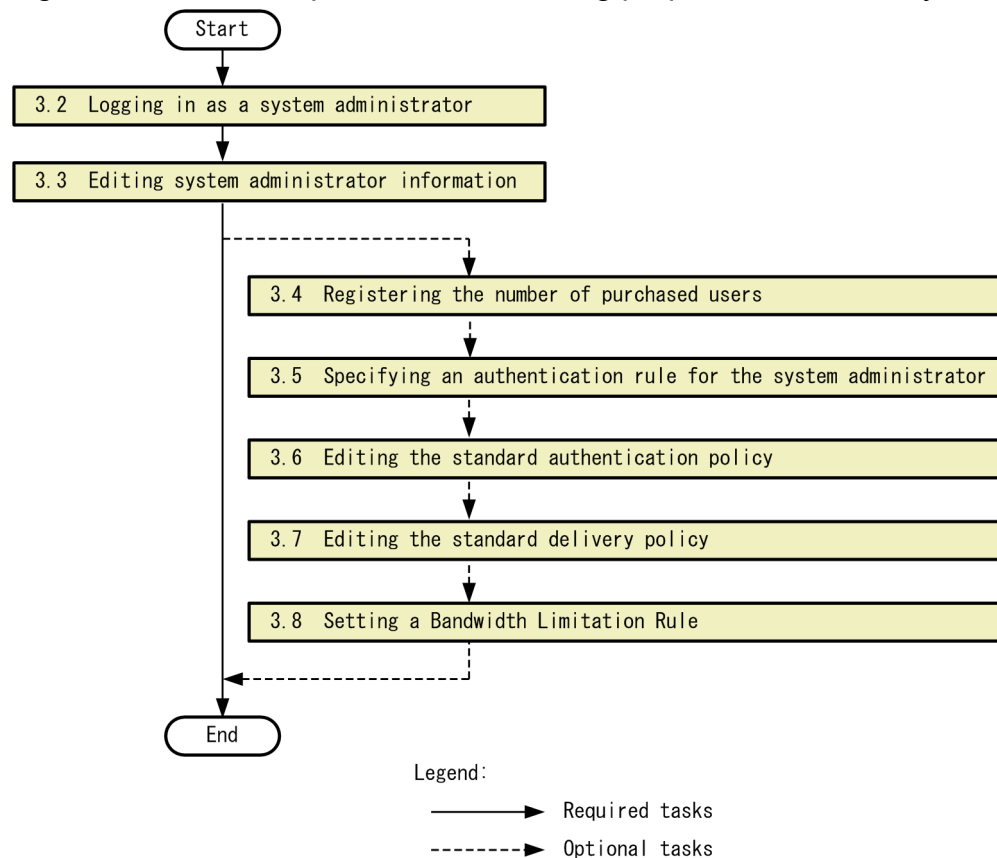 Start
3.2 Logging in as a system administrator
3.3 Editing system administrator information
3.4 Registering the number of purchased users
3.5 Specifying an authentication rule for the system administrator
3.6 Editing the standard authentication policy
3.7 Editing the standard delivery policy
3.8 Setting a Bandwidth Limitation Rule
End
Legend:
Required tasks
Optional tasks